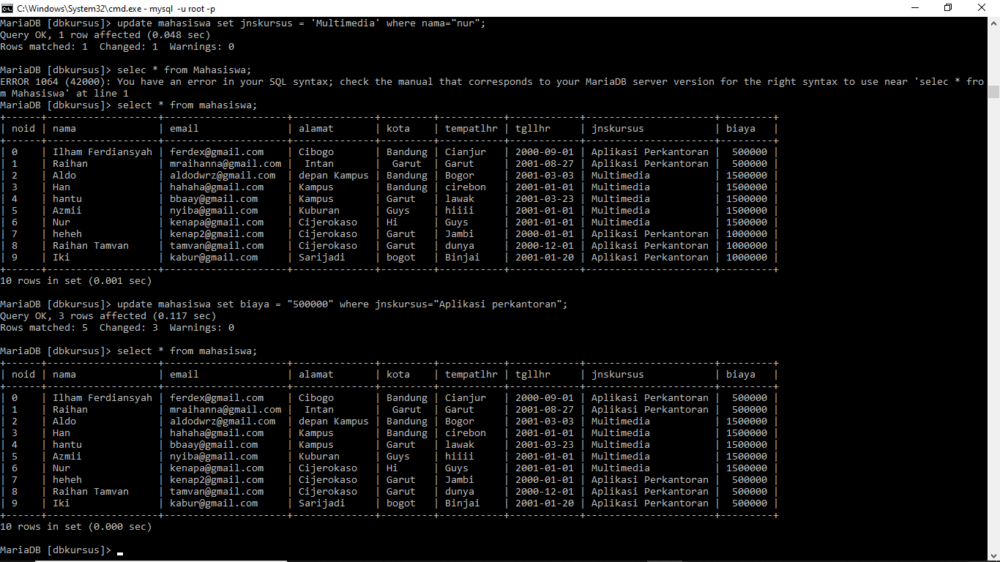 C:\Windows\System32\cmd.exe - mysql  -u root -p
MariaDB [dbkursus]> update mahasiswa set jnskursus = 'Multimedia' where nama="nur";
Query OK, 1 row affected (0.048 sec)
Rows matched: 1  Changed: 1  Warnings: 0

MariaDB [dbkursus]> selec * from Mahasiswa;
ERROR 1064 (42000): You have an error in your SQL syntax; check the manual that corresponds to your MariaDB server version for the right syntax to use near 'selec * fro
m Mahasiswa' at line 1
MariaDB [dbkursus]> select * from mahasiswa;
+------+-------------------+---------------------+--------------+---------+-----------+------------+----------------------+---------+
| noid | nama              | email               | alamat       | kota    | tempatlhr | tgllhr     | jnskursus            | biaya   |
+------+-------------------+---------------------+--------------+---------+-----------+------------+----------------------+---------+
| 0    | Ilham Ferdiansyah | ferdex@gmail.com    | Cibogo       | Bandung | Cianjur   | 2000-09-01 | Aplikasi Perkantoran |  500000 |
| 1    | Raihan            | mraihanna@gmail.com |  Intan       |  Garut  | Garut     | 2001-08-27 | Aplikasi Perkantoran |  500000 |
| 2    | Aldo              | aldodwrz@gmail.com  | depan Kampus | Bandung | Bogor     | 2001-03-03 | Multimedia           | 1500000 |
| 3    | Han               | hahaha@gmail.com    | Kampus       | Bandung | cirebon   | 2001-01-01 | Multimedia           | 1500000 |
| 4    | hantu             | bbaay@gmail.com     | Kampus       | Garut   | lawak     | 2001-03-23 | Multimedia           | 1500000 |
| 5    | Azmii             | nyiba@gmail.com     | Kuburan      | Guys    | hiiii     | 2001-01-01 | Multimedia           | 1500000 |
| 6    | Nur               | kenapa@gmail.com    | Cijerokaso   | Hi      | Guys      | 2001-01-01 | Multimedia           | 1500000 |
| 7    | heheh             | kenap2@gmail.com    | Cijerokaso   | Garut   | Jambi     | 2000-01-01 | Aplikasi Perkantoran | 1000000 |
| 8    | Raihan Tamvan     | tamvan@gmail.com    | Cijerokaso   | Garut   | dunya     | 2000-12-01 | Aplikasi Perkantoran | 1000000 |
| 9    | Iki               | kabur@gmail.com     | Sarijadi     | bogot   | Binjai    | 2001-01-20 | Aplikasi Perkantoran | 1000000 |
+------+-------------------+---------------------+--------------+---------+-----------+------------+----------------------+---------+
10 rows in set (0.001 sec)

MariaDB [dbkursus]> update mahasiswa set biaya = "500000" where jnskursus="Aplikasi perkantoran";
Query OK, 3 rows affected (0.117 sec)
Rows matched: 5  Changed: 3  Warnings: 0

MariaDB [dbkursus]> select * from mahasiswa;
+------+-------------------+---------------------+--------------+---------+-----------+------------+----------------------+---------+
| noid | nama              | email               | alamat       | kota    | tempatlhr | tgllhr     | jnskursus            | biaya   |
+------+-------------------+---------------------+--------------+---------+-----------+------------+----------------------+---------+
| 0    | Ilham Ferdiansyah | ferdex@gmail.com    | Cibogo       | Bandung | Cianjur   | 2000-09-01 | Aplikasi Perkantoran |  500000 |
| 1    | Raihan            | mraihanna@gmail.com |  Intan       |  Garut  | Garut     | 2001-08-27 | Aplikasi Perkantoran |  500000 |
| 2    | Aldo              | aldodwrz@gmail.com  | depan Kampus | Bandung | Bogor     | 2001-03-03 | Multimedia           | 1500000 |
| 3    | Han               | hahaha@gmail.com    | Kampus       | Bandung | cirebon   | 2001-01-01 | Multimedia           | 1500000 |
| 4    | hantu             | bbaay@gmail.com     | Kampus       | Garut   | lawak     | 2001-03-23 | Multimedia           | 1500000 |
| 5    | Azmii             | nyiba@gmail.com     | Kuburan      | Guys    | hiiii     | 2001-01-01 | Multimedia           | 1500000 |
| 6    | Nur               | kenapa@gmail.com    | Cijerokaso   | Hi      | Guys      | 2001-01-01 | Multimedia           | 1500000 |
| 7    | heheh             | kenap2@gmail.com    | Cijerokaso   | Garut   | Jambi     | 2000-01-01 | Aplikasi Perkantoran |  500000 |
| 8    | Raihan Tamvan     | tamvan@gmail.com    | Cijerokaso   | Garut   | dunya     | 2000-12-01 | Aplikasi Perkantoran |  500000 |
| 9    | Iki               | kabur@gmail.com     | Sarijadi     | bogot   | Binjai    | 2001-01-20 | Aplikasi Perkantoran |  500000 |
+------+-------------------+---------------------+--------------+---------+-----------+------------+----------------------+---------+
10 rows in set (0.000 sec)

MariaDB [dbkursus]>